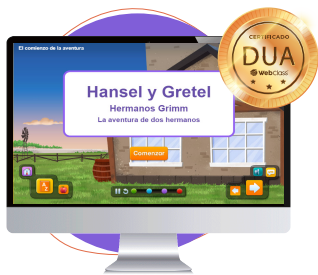 El comienzo de la aventura
CERTIFICADO
DUA
WebClass
Hansel y Gretel
Hermanos Grimm
La aventura de dos hermanos
Comenzar